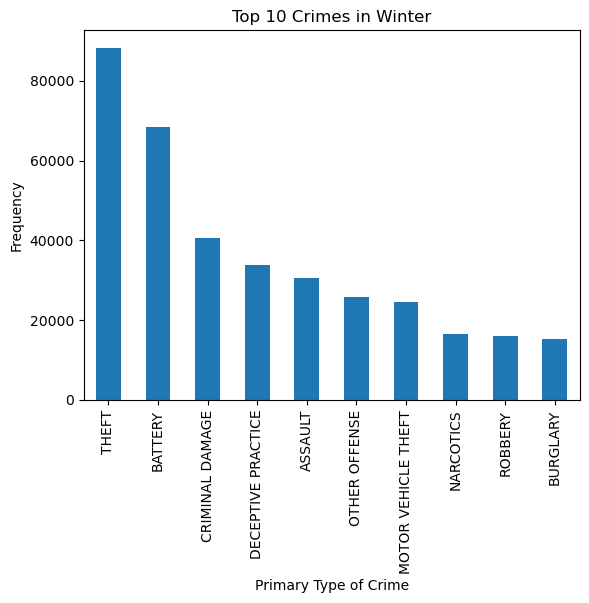 Top 10 Crimes in Winter
Frequency
80000
60000
40000
20000
0
THEFT
BATTERY
CRIMINAL DAMAGE
DECEPTIVE PRACTICE
ASSAULT
OTHER OFFENSE
MOTOR VEHICLE THEFT
NARCOTICS
ROBBERY
BURGLARY
Primary Type of Crime